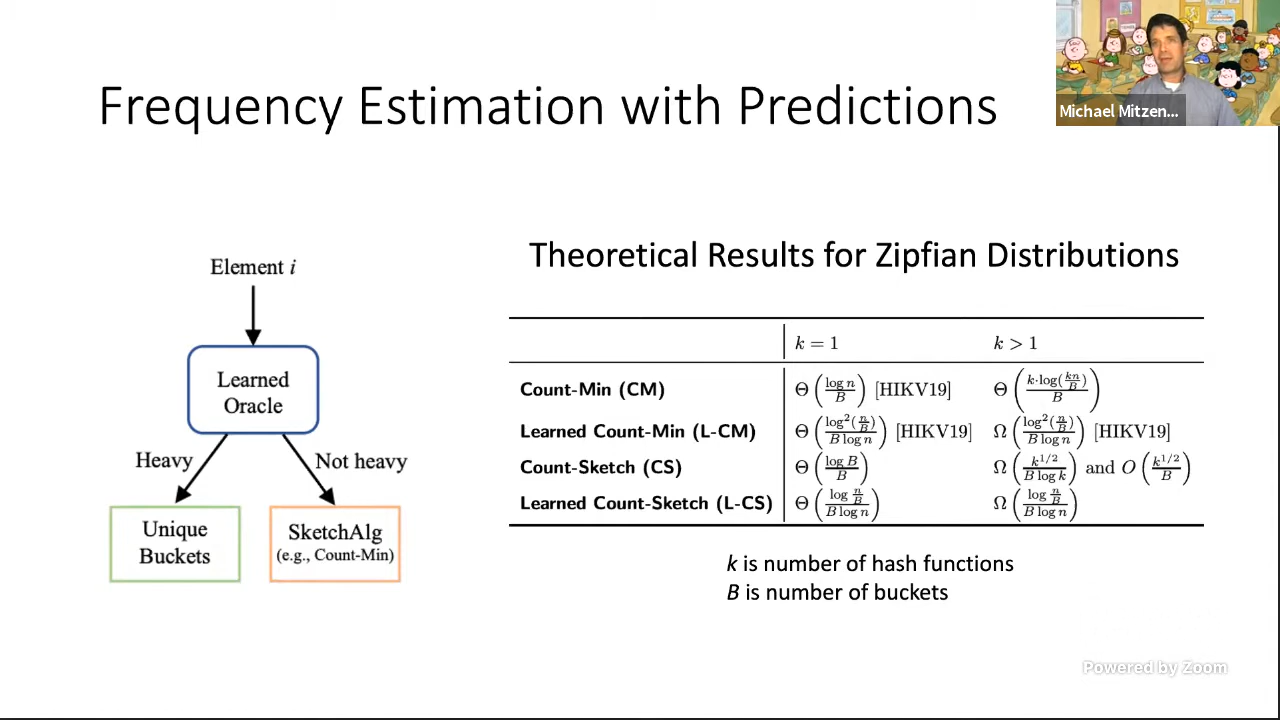 Frequency Estimation with Predictions
Michael Mitzen...
Theoretical Results for Zipfian Distributions
Element i
Learned
Oracle
Heavy
Not heavy
Unique
Buckets
SketchAlg
(e.g., Count-Min)
k = 1 k > 1
Count-Min (CM) Θ(log n / B) [HIKV19] Θ(k·log(kn/B) / B)
Learned Count-Min (L-CM) Θ(log²(n/B) / B log n) [HIKV19] Ω(log²(n/B) / B log n) [HIKV19]
Count-Sketch (CS) Θ(log B / B) Ω(k^{1/2} / B log k) and O(k^{1/2} / B)
Learned Count-Sketch (L-CS) Θ(log n/B / B log n) Ω(log n/B / B log n)
k is number of hash functions
B is number of buckets
Powered by Zoom